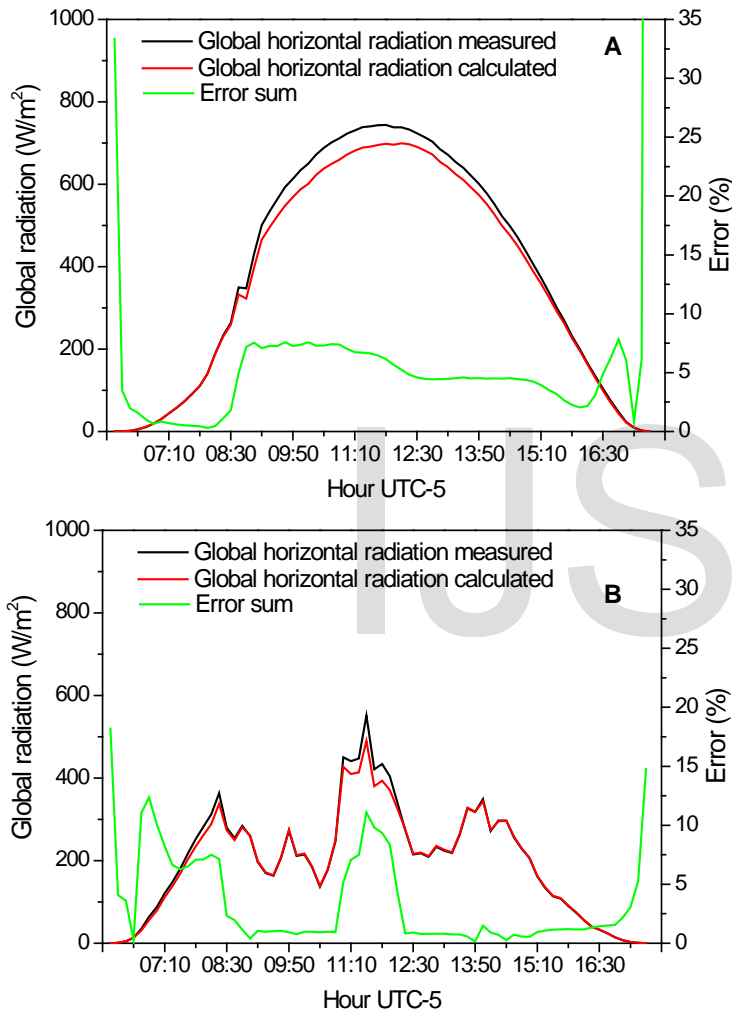 Global horizontal radiation measured
A
Global horizontal radiation calculated
Error sum
1000
800
600
400
200
0
35
30
25
20
15
10
5
0
Global radiation (W/m²)
Error (%)
07:10 08:30 09:50 11:10 12:30 13:50 15:10 16:30
Hour UTC-5
IJS
Global horizontal radiation measured
Global horizontal radiation calculated
B
Error sum
1000
800
600
400
200
0
35
30
25
20
15
10
5
0
Global radiation (W/m²)
Error (%)
07:10 08:30 09:50 11:10 12:30 13:50 15:10 16:30
Hour UTC-5